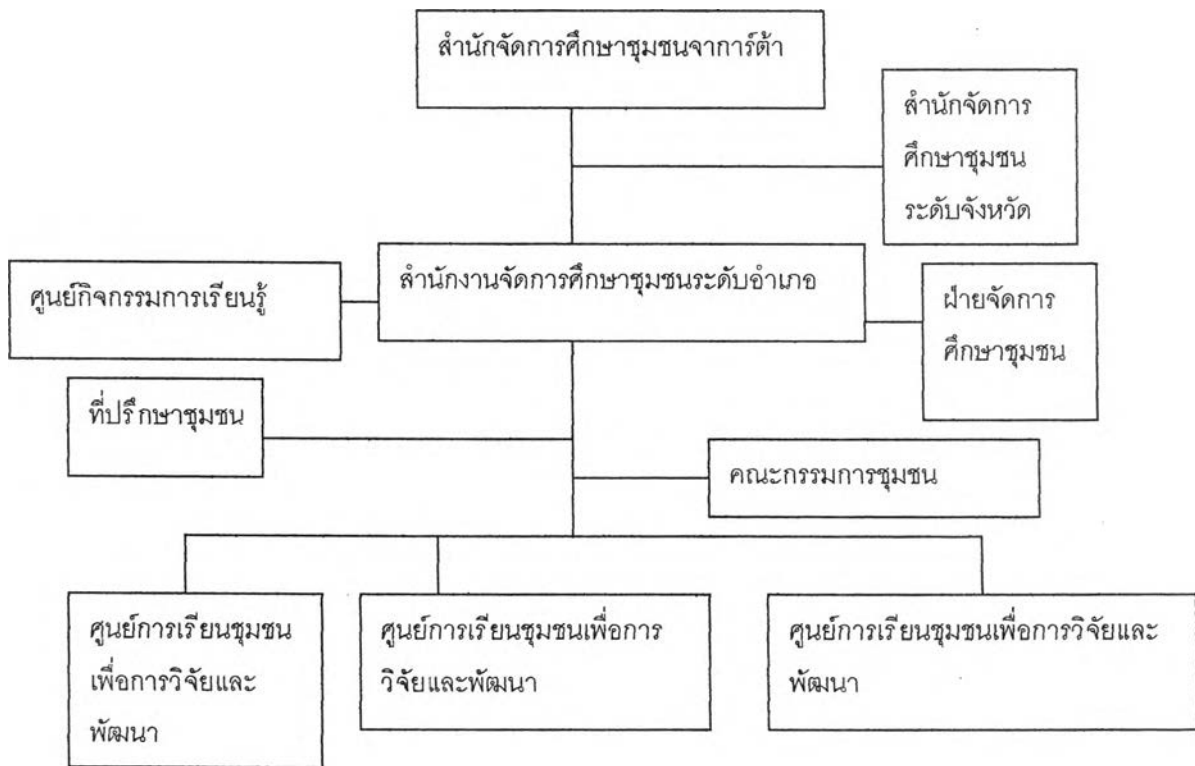 สำนักจัดการศึกษาชุมชนจาการ์ต้า
สำนักจัดการ
ศึกษาชุมชน
ระดับจังหวัด
สำนักงานจัดการศึกษาชุมชนระดับอำเภอ
ศูนย์กิจกรรมการเรียนรู้
ฝ่ายจัดการ
ศึกษาชุมชน
ที่ปรึกษาชุมชน
คณะกรรมการชุมชน
ศูนย์การเรียนชุมชน
เพื่อการวิจัยและ
พัฒนา
ศูนย์การเรียนชุมชนเพื่อการ
วิจัยและพัฒนา
ศูนย์การเรียนชุมชนเพื่อการวิจัยและ
พัฒนา